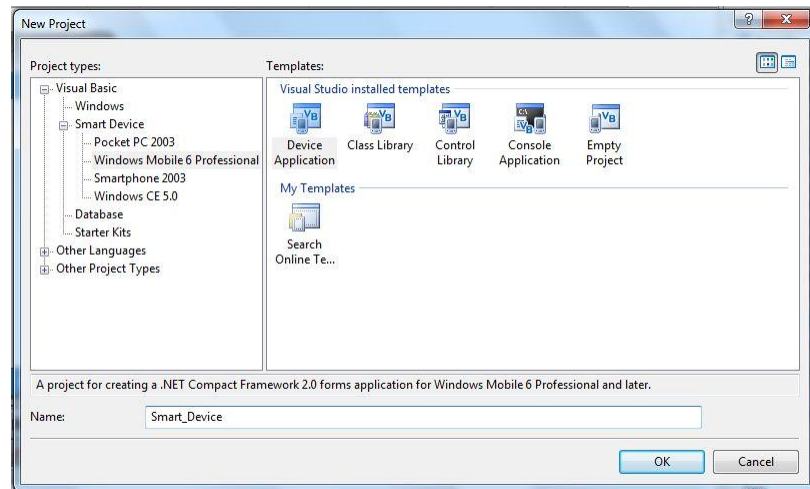 New Project
Project types:
Visual Basic
Windows
Smart Device
Pocket PC 2003
Windows Mobile 6 Professional
Smartphone 2003
Windows CE 5.0
Database
Starter Kits
Other Languages
Other Project Types
Templates:
Visual Studio installed templates
Device Application
Class Library
Control Library
Console Application
Empty Project
My Templates
Search Online Te...
A project for creating a .NET Compact Framework 2.0 forms application for Windows Mobile 6 Professional and later.
Name:
Smart_Device
OK
Cancel